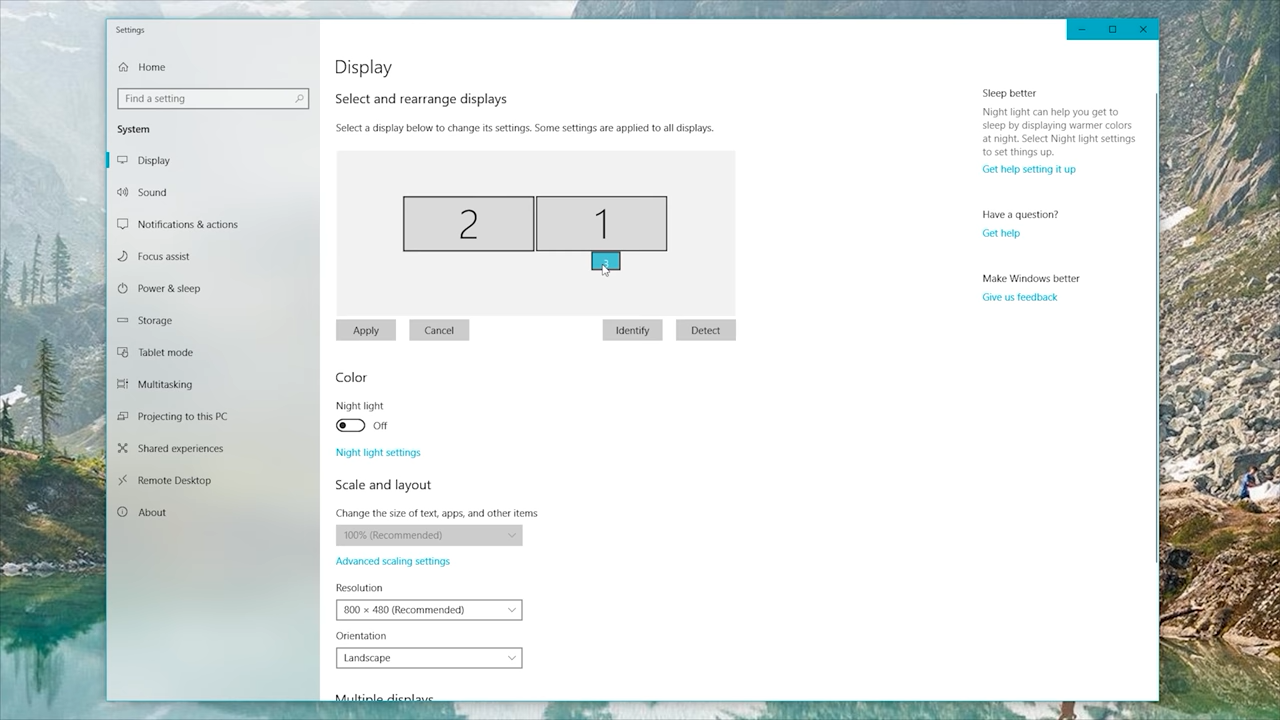 Settings
Home
Find a setting
System
Display
Sound
Notifications & actions
Focus assist
Power & sleep
Storage
Tablet mode
Multitasking
Projecting to this PC
Shared experiences
Remote Desktop
About
Display
Select and rearrange displays
Select a display below to change its settings. Some settings are applied to all displays.
2
1
3
Apply
Cancel
Identify
Detect
Color
Night light
Off
Night light settings
Scale and layout
Change the size of text, apps, and other items
100% (Recommended)
Advanced scaling settings
Resolution
800 × 480 (Recommended)
Orientation
Landscape
Multiple displays
Sleep better
Night light can help you get to
sleep by displaying warmer colors
at night. Select Night light settings
to set things up.
Get help setting it up
Have a question?
Get help
Make Windows better
Give us feedback